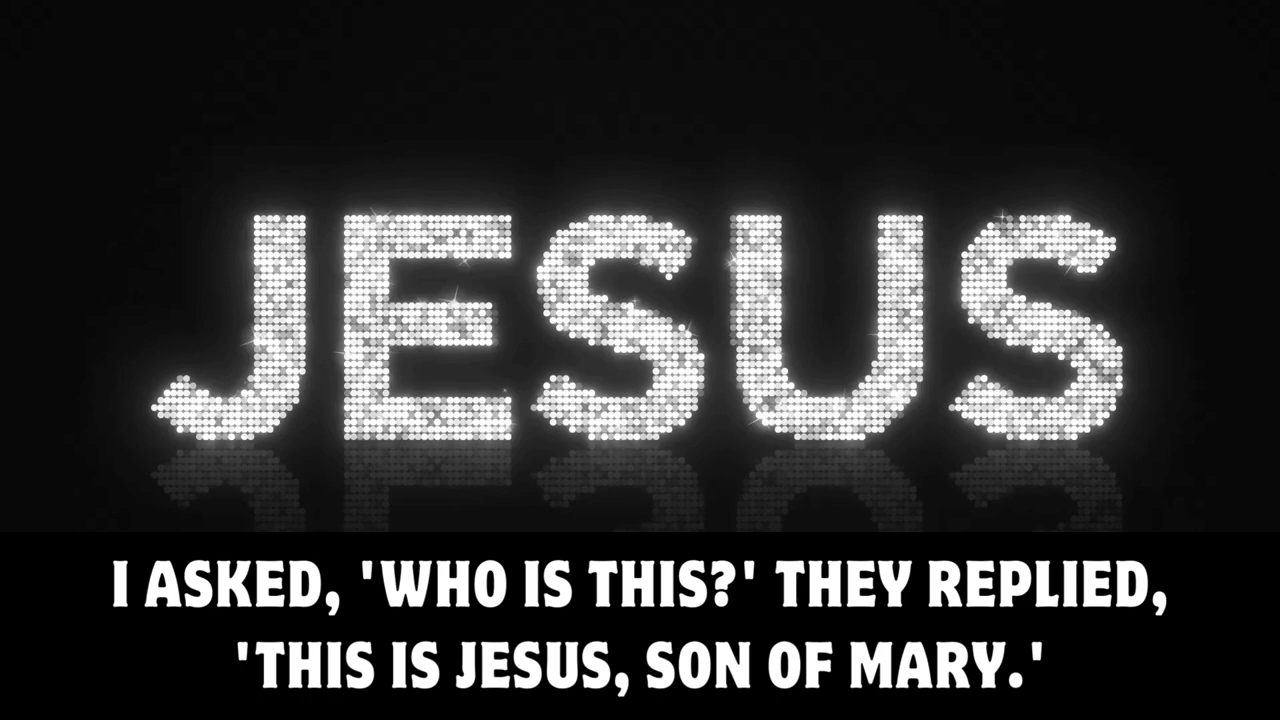 JESUS
I ASKED, 'WHO IS THIS?' THEY REPLIED,
'THIS IS JESUS, SON OF MARY.'